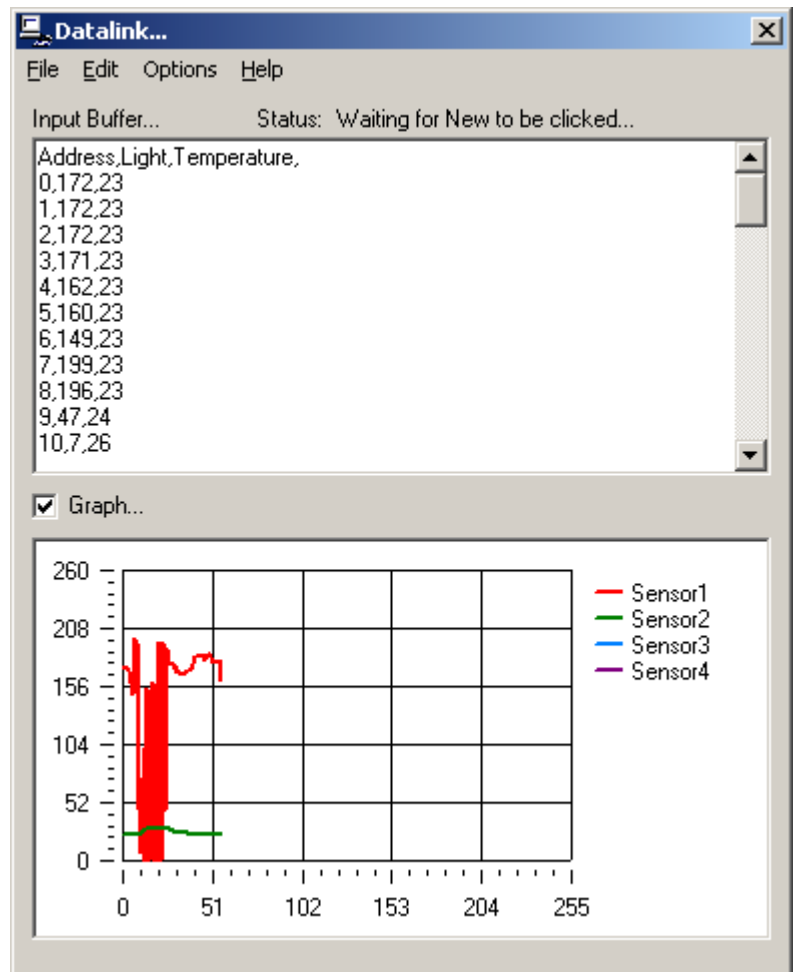 Datalink...
File Edit Options Help
Input Buffer... Status: Waiting for New to be clicked...
Address,Light,Temperature,
0,172,23
1,172,23
2,172,23
3,171,23
4,162,23
5,160,23
6,149,23
7,199,23
8,196,23
9,47,24
10,7,26
Graph...
260
208
156
104
52
0
0 51 102 153 204 255
Sensor1
Sensor2
Sensor3
Sensor4